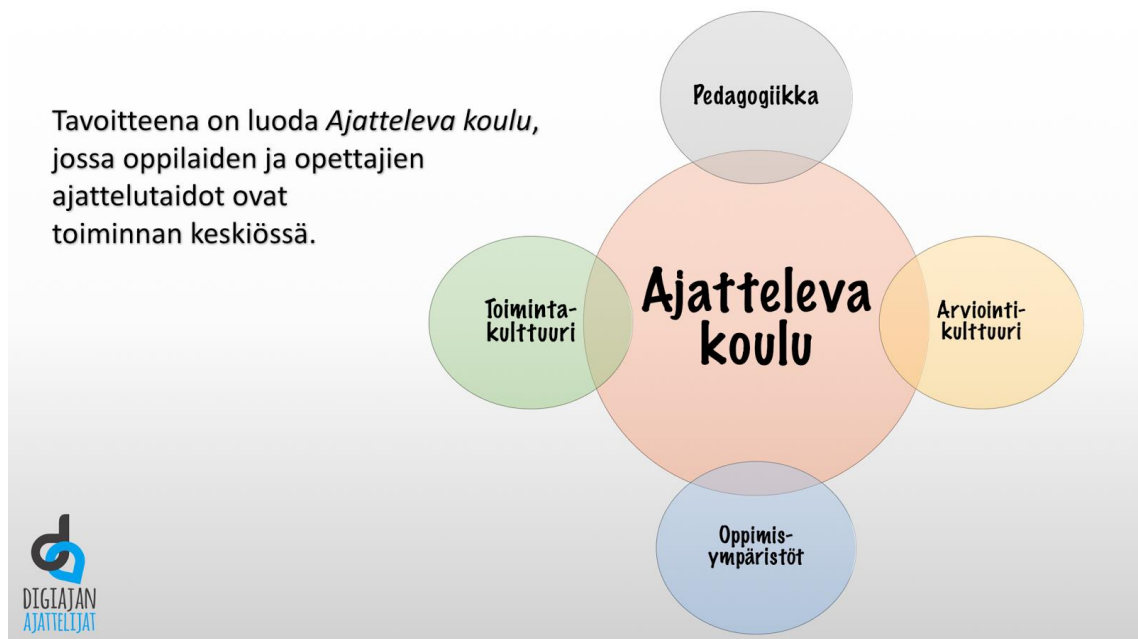 Tavoitteena on luoda Ajatteleva koulu,
jossa oppilaiden ja opettajien
ajattelutaidot ovat
toiminnan keskiössä.
Pedagogiikka
Toiminta-
kulttuuri
Ajatteleva
koulu
Arviointi-
kulttuuri
Oppimis-
ympäristöt
DIGIAJAN
AJATTELIJAT